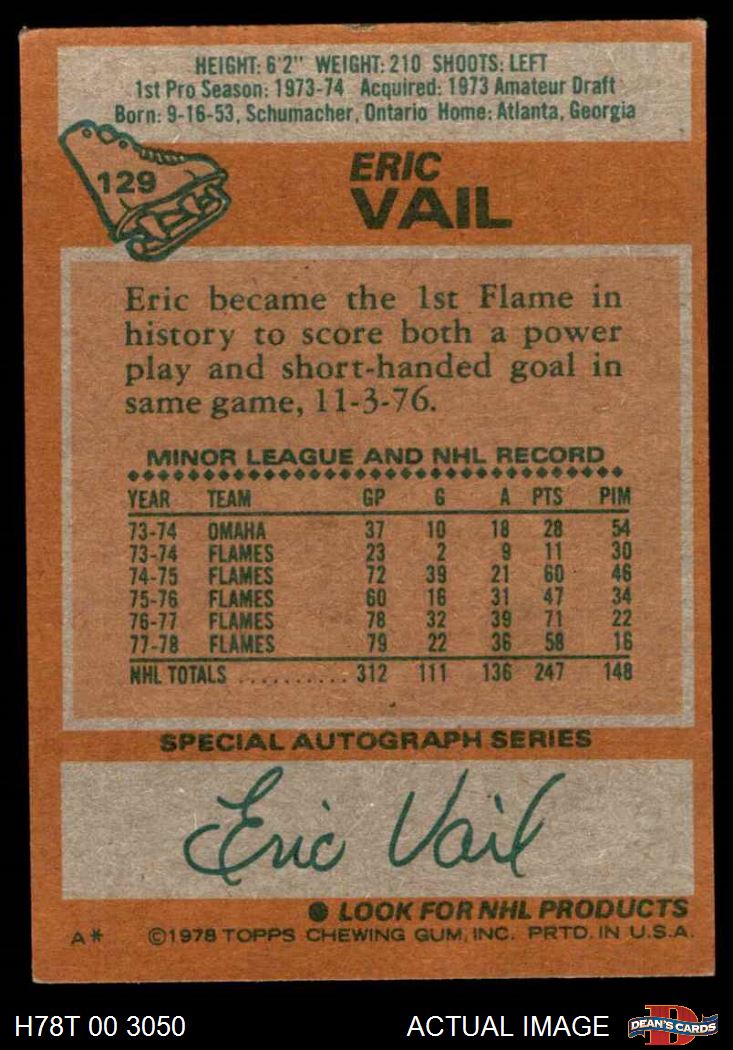 HEIGHT: 6'2" WEIGHT: 210 SHOOTS: LEFT
1st Pro Season: 1973-74 Acquired: 1973 Amateur Draft
Born: 9-16-53, Schumacher, Ontario Home: Atlanta, Georgia
129
ERIC
VAIL
Eric became the 1st Flame in
history to score both a power
play and short-handed goal in
same game, 11-3-76.
MINOR LEAGUE AND NHL RECORD
YEAR TEAM GP G A PTS PIM
73-74 OMAHA 37 10 18 28 54
73-74 FLAMES 23 2 9 11 30
74-75 FLAMES 72 39 21 60 46
75-76 FLAMES 60 16 31 47 34
76-77 FLAMES 78 32 39 71 22
77-78 FLAMES 79 22 36 58 16
NHL TOTALS .......... 312 111 136 247 148
SPECIAL AUTOGRAPH SERIES
Eric Vail
● LOOK FOR NHL PRODUCTS
A* ©1978 TOPPS CHEWING GUM, INC. PRTD. IN U.S.A.
H78T 00 3050 ACTUAL IMAGE D DEAN'S CARDS